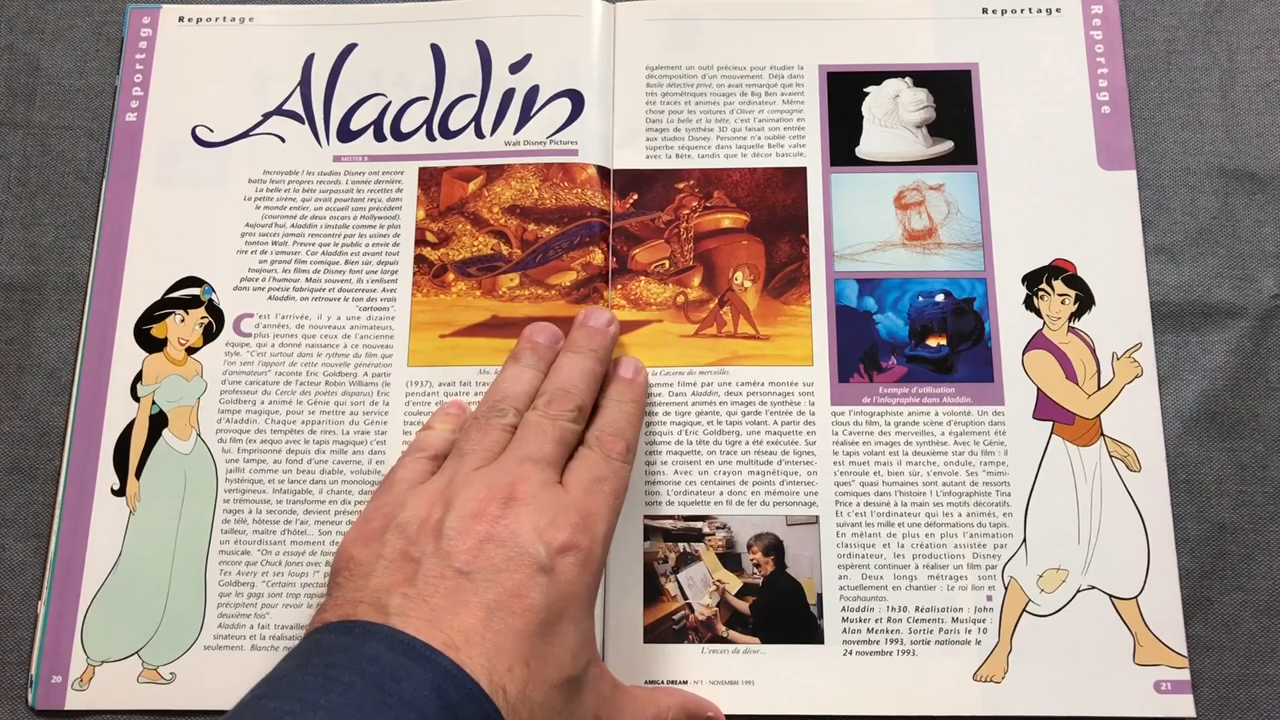 Reportage
Reportage
Reportage
Reportage
Aladdin
Walt Disney Pictures
MISTER B.
Incroyable ! les studios Disney ont encore
battu leurs propres records. L'année dernière,
La belle et la bête surpassait les recettes de
La petite sirène, qui avait pourtant reçu, dans
le monde entier, un accueil sans précédent
(couronné de deux oscars à Hollywood).
Aujourd'hui, Aladdin s'installe comme le plus
gros succès jamais rencontré par les usines de
tonton Walt. Preuve que le public a envie de
rire et de s'amuser. Car Aladdin est avant tout
un grand film comique. Bien sûr, depuis
toujours, les films de Disney font une large
place à l'humour. Mais souvent, ils s'enlisent
dans une poésie fabriquée et doucereuse. Avec
Aladdin, on retrouve le ton des vrais
"cartoons".
C'est l'arrivée, il y a une dizaine
d'années, de nouveaux animateurs,
plus jeunes que ceux de l'ancienne
équipe, qui a donné naissance à ce nouveau
style. "C'est surtout dans le rythme du film que
l'on sent l'apport de cette nouvelle génération
d'animateurs" raconte Eric Goldberg. A partir
d'une caricature de l'acteur Robin Williams (le
professeur du Cercle des poètes disparus) Eric
Goldberg a animé le Génie qui sort de la
lampe magique, pour se mettre au service
d'Aladdin. Chaque apparition du Génie
provoque des tempêtes de rires. La vraie star
du film (ex aequo avec le tapis magique) c'est
lui. Emprisonné depuis dix mille ans dans
une lampe, au fond d'une caverne, il en
jaillit comme un beau diable, volubile,
hystérique, et se lance dans un monologue
vertigineux. Infatigable, il chante, dan
se trémousse, se transforme en dix per
nages à la seconde, devient présen
de télé, hôtesse de l'air, meneur de
tailleur, maître d'hôtel... Son nu
un étourdissant moment de
musicale. "On a essayé de faire
encore que Chuck Jones avec B
Tex Avery et ses loups !" p
Goldberg. "Certains specta
que les gags sont trop rapid
précipitent pour revoir le
deuxième fois".
Aladdin a fait travaille
sinateurs et la réalisati
seulement. Blanche ne
20
Abu, le
la Caverne des merveilles.
(1937), avait fait trav
pendant quatre an
d'entre elle
couleur
tracé
les d
également un outil précieux pour étudier la
décomposition d'un mouvement. Déjà dans
Basile détective privé, on avait remarqué que les
très géométriques rouages de Big Ben avaient
été tracés et animés par ordinateur. Même
chose pour les voitures d'Oliver et compagnie.
Dans La belle et la bête, c'est l'animation en
images de synthèse 3D qui faisait son entrée
aux studios Disney. Personne n'a oublié cette
superbe séquence dans laquelle Belle valse
avec la Bête, tandis que le décor bascule,
comme filmé par une caméra montée sur
grue. Dans Aladdin, deux personnages sont
entièrement animés en images de synthèse : la
tête de tigre géante, qui garde l'entrée de la
grotte magique, et le tapis volant. A partir des
croquis d'Eric Goldberg, une maquette en
volume de la tête du tigre a été exécutée. Sur
cette maquette, on trace un réseau de lignes,
qui se croisent en une multitude d'intersec-
tions. Avec un crayon magnétique, on
mémorise ces centaines de points d'intersec-
tion. L'ordinateur a donc en mémoire une
sorte de squelette en fil de fer du personnage,
L'envers du décor...
AMIGA DREAM - N°1 - NOVEMBRE 1993
Exemple d'utilisation
de l'infographie dans Aladdin.
que l'infographiste anime à volonté. Un des
clous du film, la grande scène d'éruption dans
la Caverne des merveilles, a également été
réalisée en images de synthèse. Avec le Génie,
le tapis volant est la deuxième star du film : il
est muet mais il marche, ondule, rampe,
s'enroule et, bien sûr, s'envole. Ses "mimi-
ques" quasi humaines sont autant de ressorts
comiques dans l'histoire ! L'infographiste Tina
Price a dessiné à la main ses motifs décoratifs.
Et c'est l'ordinateur qui les a animés, en
suivant les mille et une déformations du tapis.
En mêlant de plus en plus l'animation
classique et la création assistée par
ordinateur, les productions Disney
espèrent continuer à réaliser un film par
an. Deux longs métrages sont
actuellement en chantier : Le roi lion et
Pocahauntas.
Aladdin : 1h30. Réalisation : John
Musker et Ron Clements. Musique :
Alan Menken. Sortie Paris le 10
novembre 1993, sortie nationale le
24 novembre 1993.
21